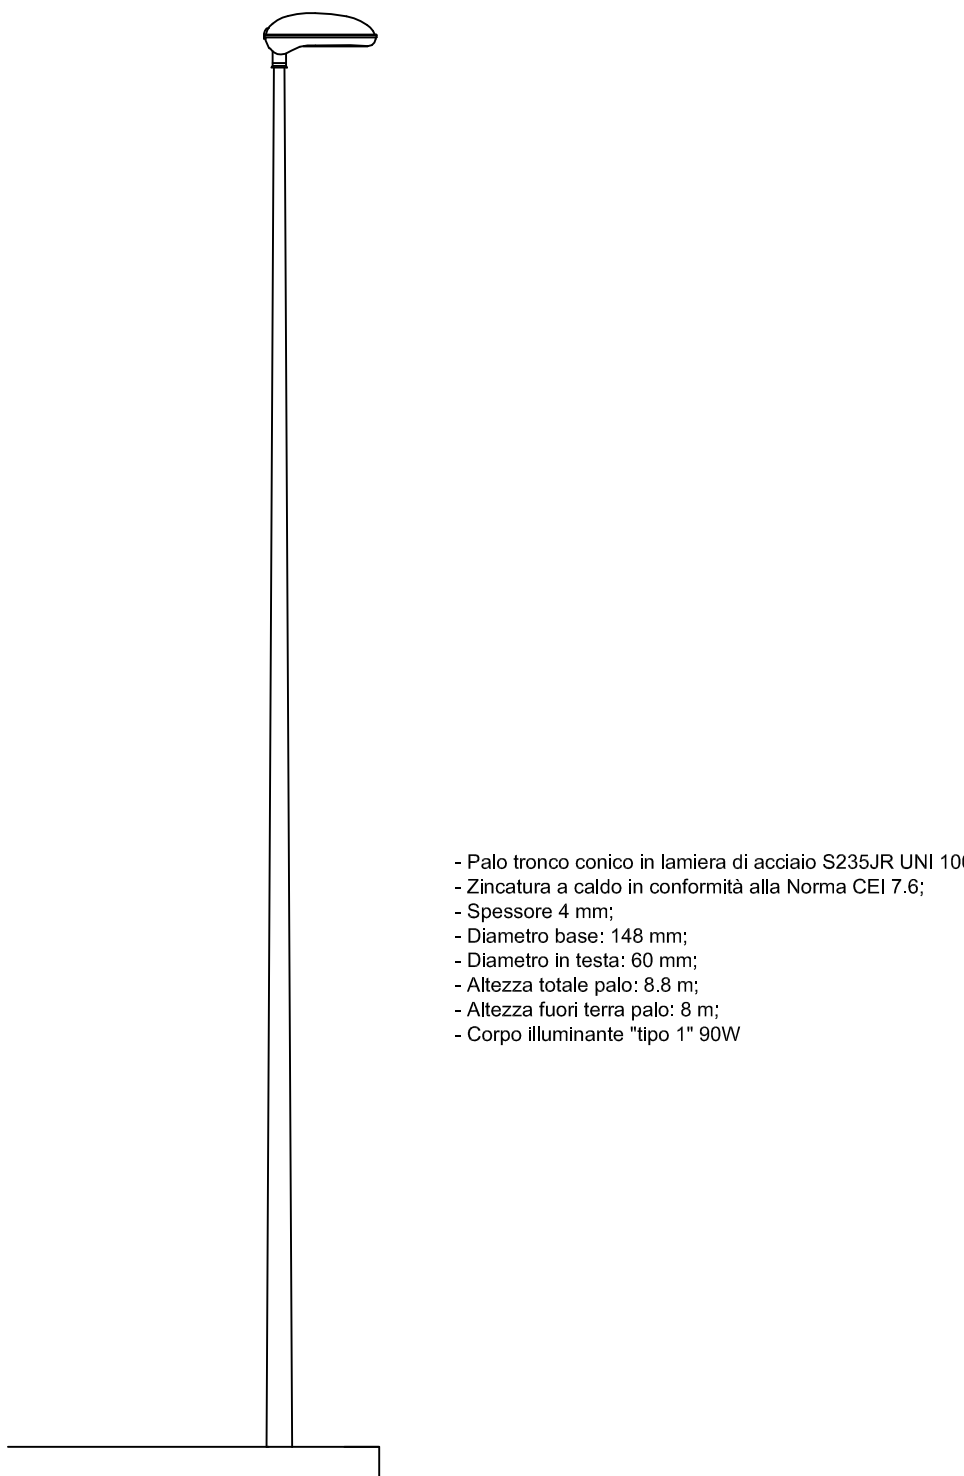 - Palo tronco conico in lamiera di acciaio S235JR UNI
- Zincatura a caldo in conformità alla Norma CEI 7.6;
- Spessore 4 mm;
- Diametro base: 148 mm;
- Diametro in testa: 60 mm;
- Altezza totale palo: 8.8 m;
- Altezza fuori terra palo: 8 m;
- Corpo illuminante "tipo 1" 90W